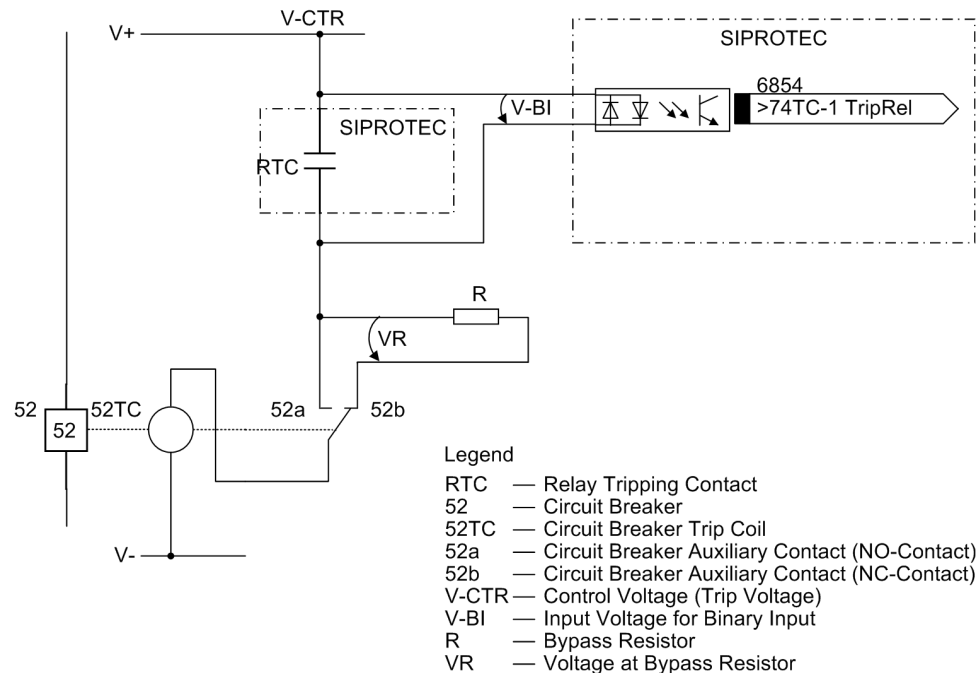 V-CTR
V+
SIPROTEC
6854
>74TC-1 TripRel
V-BI
SIPROTEC
RTC
R
VR
52
52TC
52a
52b
52
V-
Legend
RTC — Relay Tripping Contact
52 — Circuit Breaker
52TC — Circuit Breaker Trip Coil
52a — Circuit Breaker Auxiliary Contact (NO-Contact)
52b — Circuit Breaker Auxiliary Contact (NC-Contact)
V-CTR — Control Voltage (Trip Voltage)
V-BI — Input Voltage for Binary Input
R — Bypass Resistor
VR — Voltage at Bypass Resistor